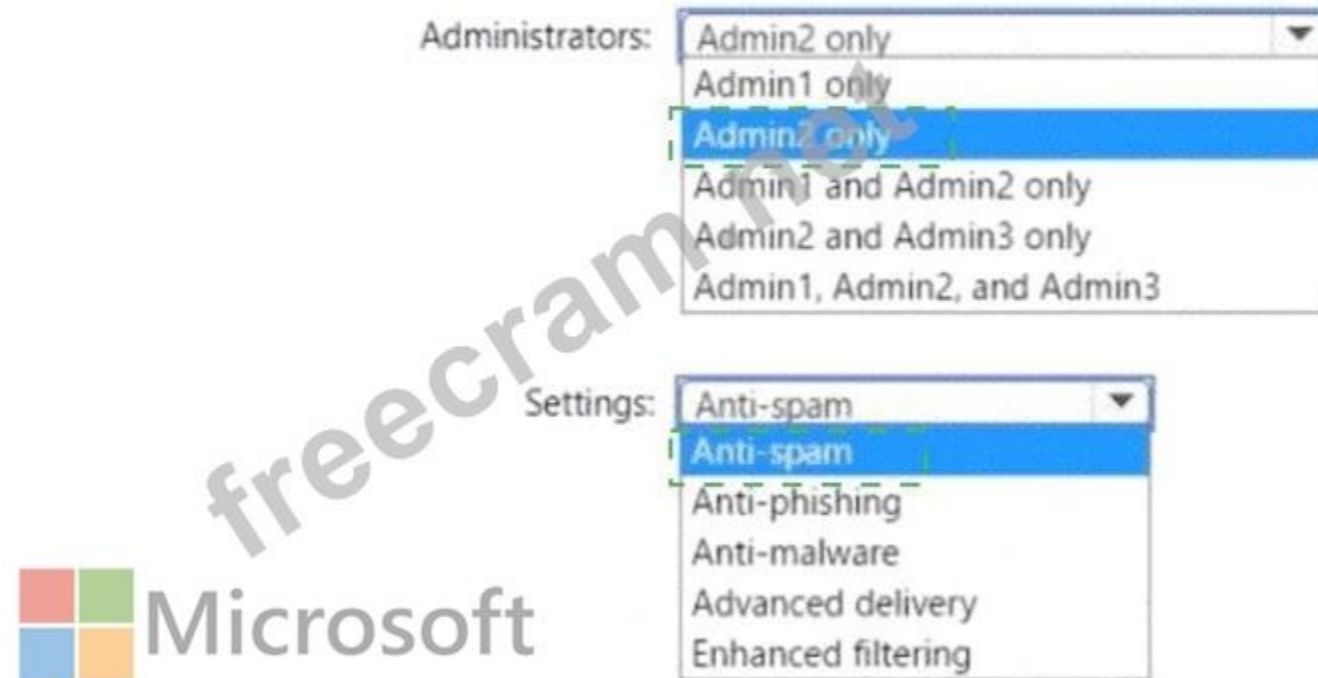 Administrators: Admin2 only
Admin1 only
Admin2 only
Admin1 and Admin2 only
Admin2 and Admin3 only
Admin1, Admin2, and Admin3
Settings: Anti-spam
Anti-spam
Anti-phishing
Anti-malware
Advanced delivery
Enhanced filtering
freecram.net
Microsoft